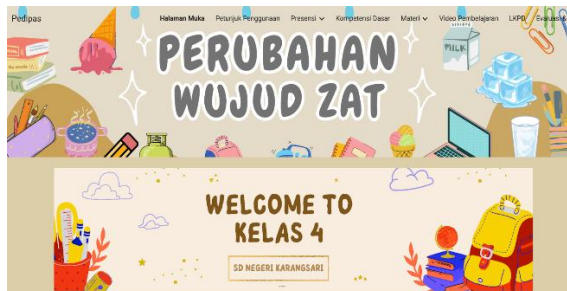 Pedipas
Halaman Muka Petunjuk Penggunaan Presensi Kompetensi Dasar Materi Video Pembelajaran LKPD Evaluasi &
PERUBAHAN
WUJUD ZAT
MILK
WELCOME TO
KELAS 4
SD NEGERI KARANGSARI